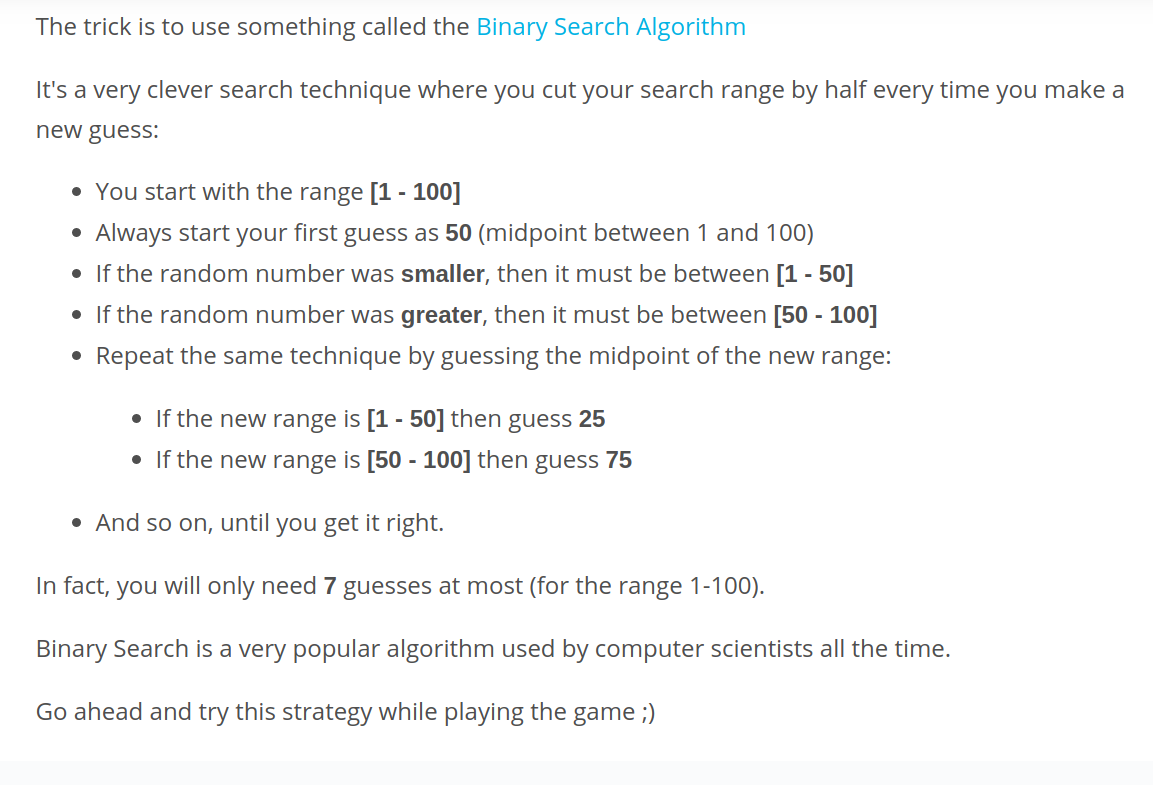 The trick is to use something called the Binary Search Algorithm
It's a very clever search technique where you cut your search range by half every time you make a
new guess:
• You start with the range [1 - 100]
• Always start your first guess as 50 (midpoint between 1 and 100)
• If the random number was smaller, then it must be between [1 - 50]
• If the random number was greater, then it must be between [50 - 100]
• Repeat the same technique by guessing the midpoint of the new range:
• If the new range is [1 - 50] then guess 25
• If the new range is [50 - 100] then guess 75
• And so on, until you get it right.
In fact, you will only need 7 guesses at most (for the range 1-100).
Binary Search is a very popular algorithm used by computer scientists all the time.
Go ahead and try this strategy while playing the game ;)